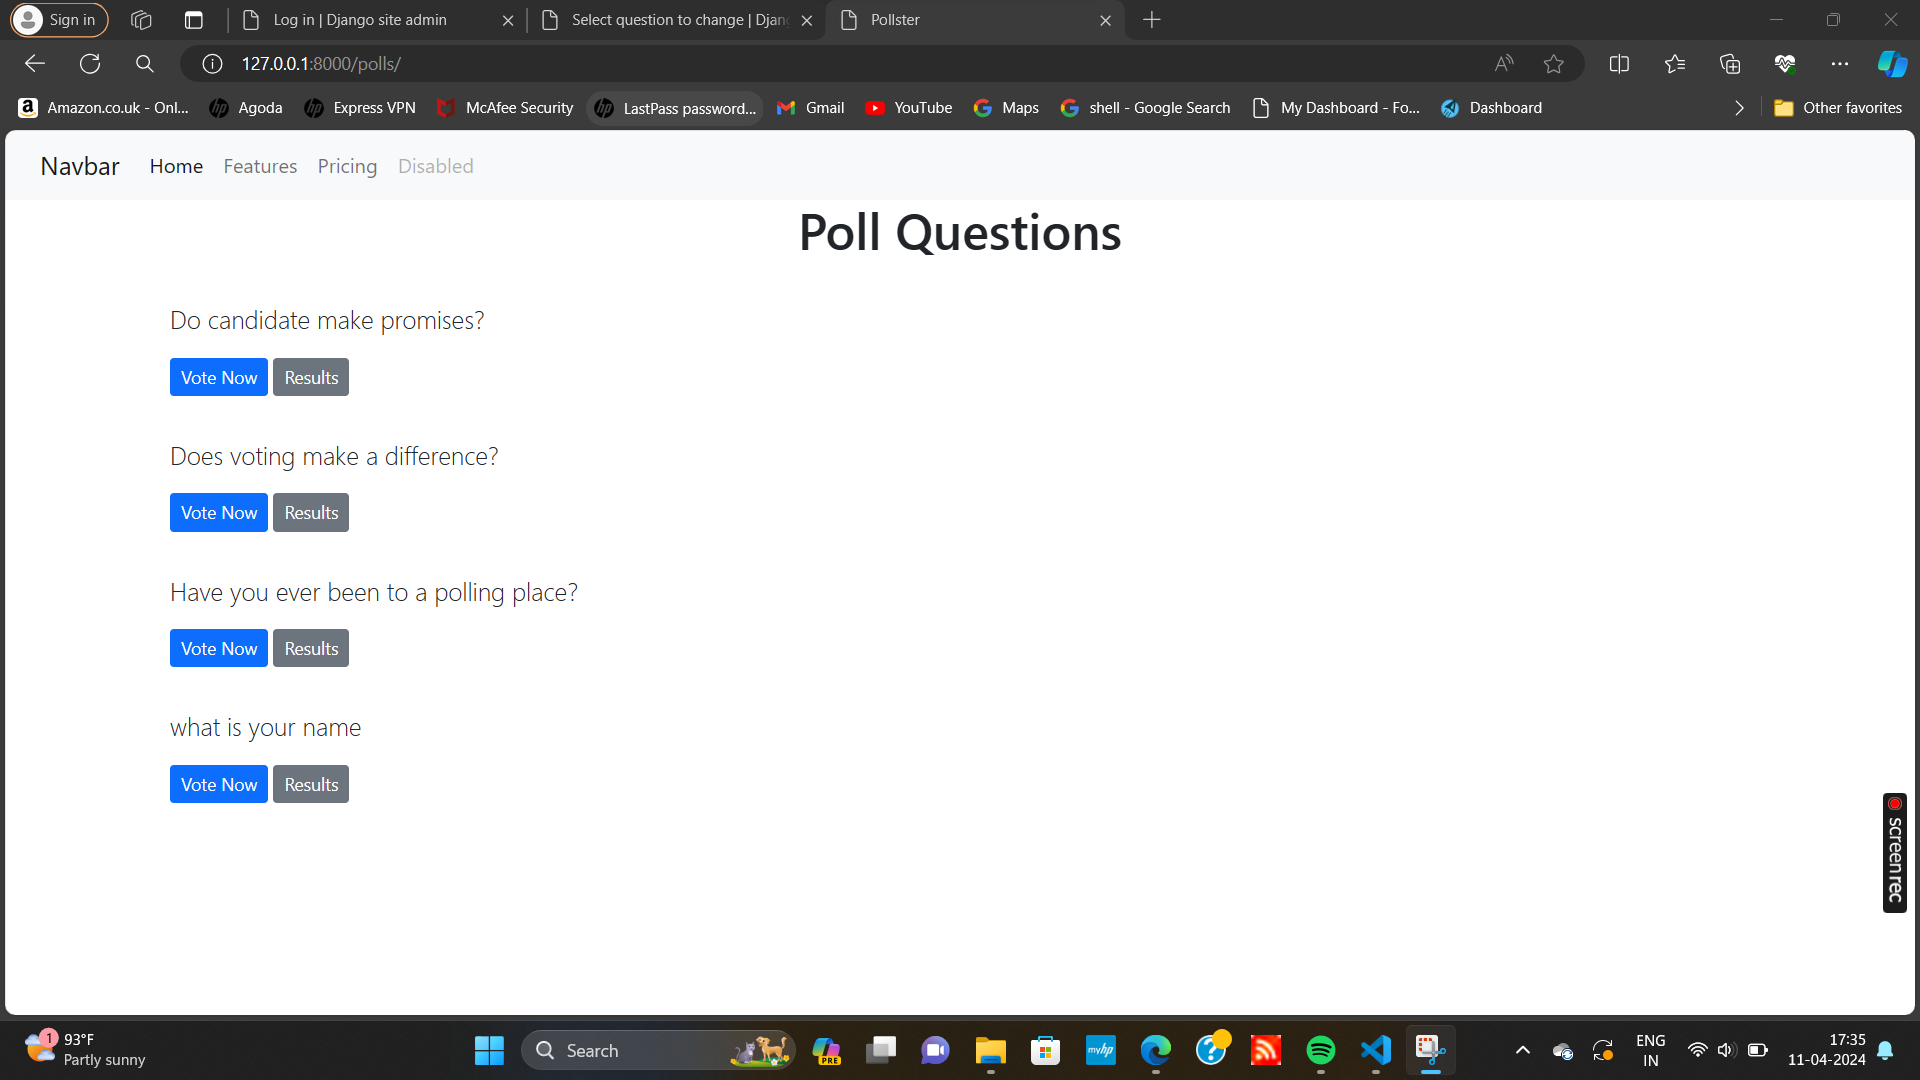 Sign in
Log in | Django site admin
Select question to change | Djan
Pollster
127.0.0.1:8000/polls/
Amazon.co.uk - Onl...
Agoda
Express VPN
McAfee Security
LastPass password...
Gmail
YouTube
Maps
shell - Google Search
My Dashboard - Fo...
Dashboard
Other favorites
Navbar Home Features Pricing Disabled
Poll Questions
Do candidate make promises?
Vote Now Results
Does voting make a difference?
Vote Now Results
Have you ever been to a polling place?
Vote Now Results
what is your name
Vote Now Results
screenrec
1
93°F
Partly sunny
Search
PRE
myhp
ENG
IN
17:35
11-04-2024